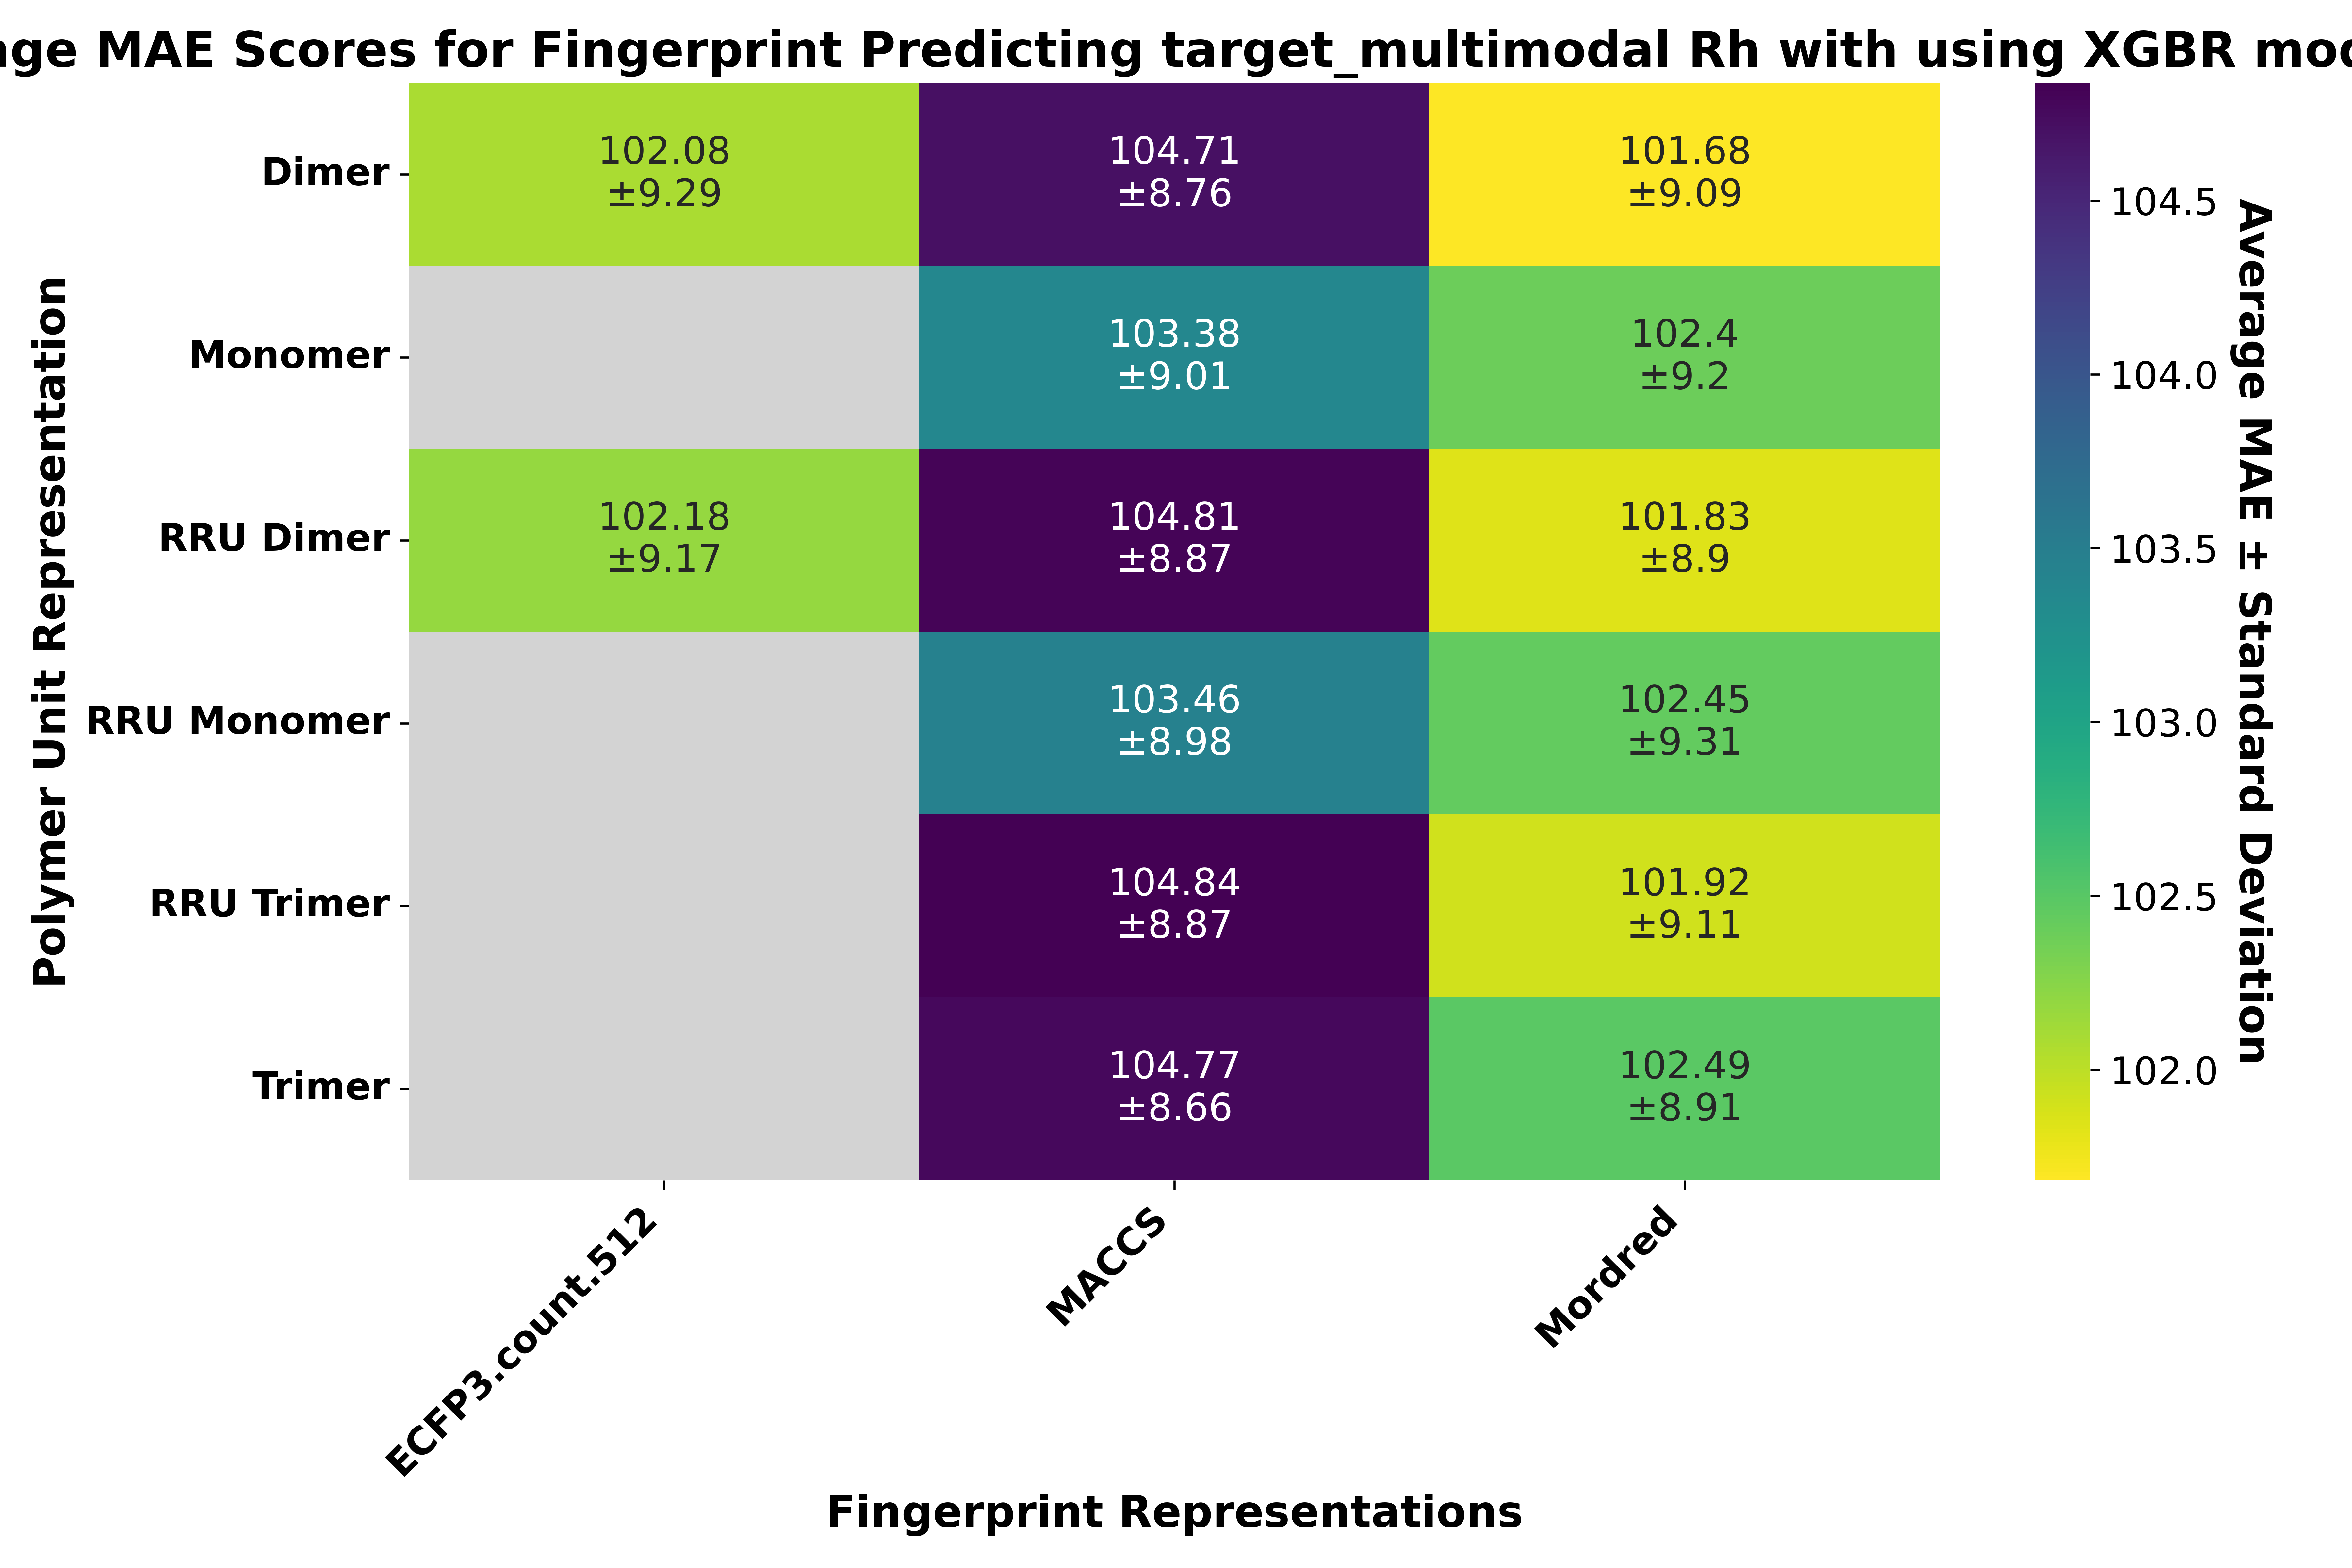 age MAE Scores for Fingerprint Predicting target_multimodal Rh with using XGBR mod
Polymer Unit Representation
Dimer
102.08
±9.29
104.71
±8.76
101.68
±9.09
Monomer
103.38
±9.01
102.4
±9.2
RRU Dimer
102.18
±9.17
104.81
±8.87
101.83
±8.9
RRU Monomer
103.46
±8.98
102.45
±9.31
RRU Trimer
104.84
±8.87
101.92
±9.11
Trimer
104.77
±8.66
102.49
±8.91
ECFP3.count.512
MACCS
Mordred
Fingerprint Representations
104.5
104.0
103.5
103.0
102.5
102.0
Average MAE ± Standard Deviation